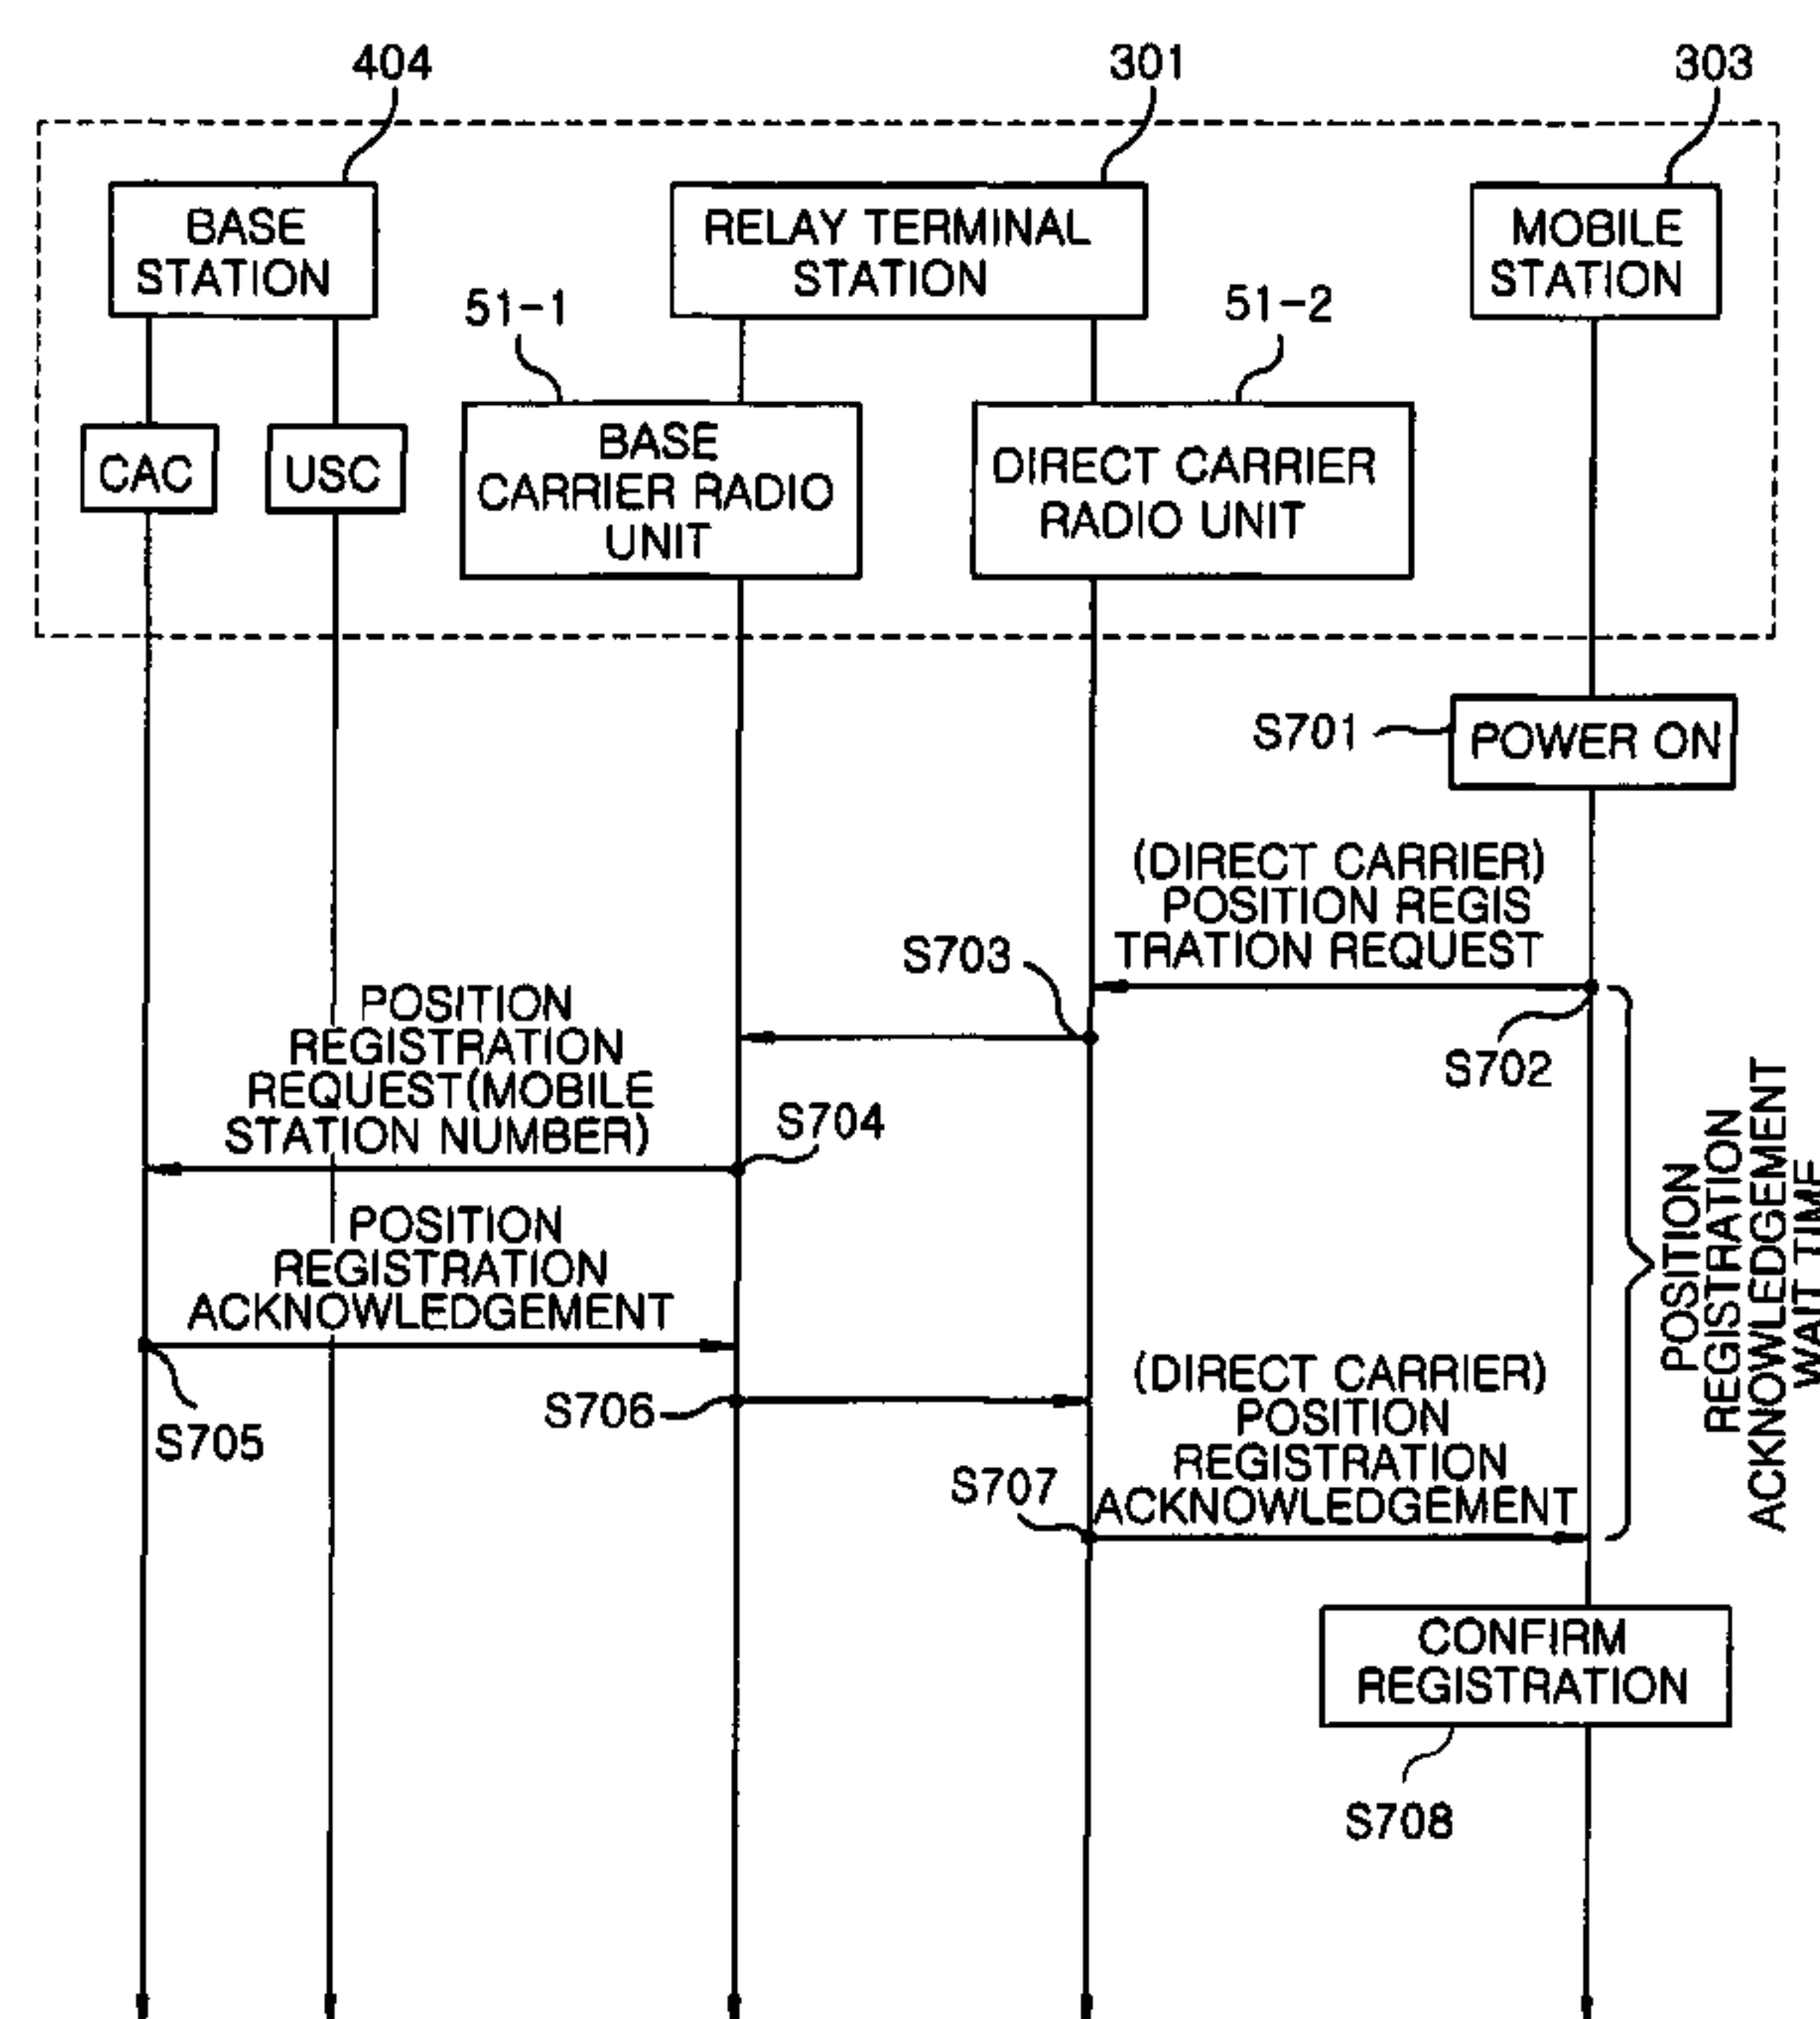 404
301
303
BASE
STATION
RELAY TERMINAL
STATION
MOBILE
STATION
51-1
51-2
CAC
USC
BASE
CARRIER RADIO
UNIT
DIRECT CARRIER
RADIO UNIT
S701
POWER ON
(DIRECT CARRIER)
POSITION REGIS
TRATION REQUEST
S703
S702
POSITION
REGISTRATION
REQUEST(MOBILE
STATION NUMBER)
S704
POSITION
REGISTRATION
ACKNOWLEDGEMENT
WAIT TIME
POSITION
REGISTRATION
ACKNOWLEDGEMENT
S705
S706
(DIRECT CARRIER)
POSITION
REGISTRATION
ACKNOWLEDGEMENT
S707
CONFIRM
REGISTRATION
S708